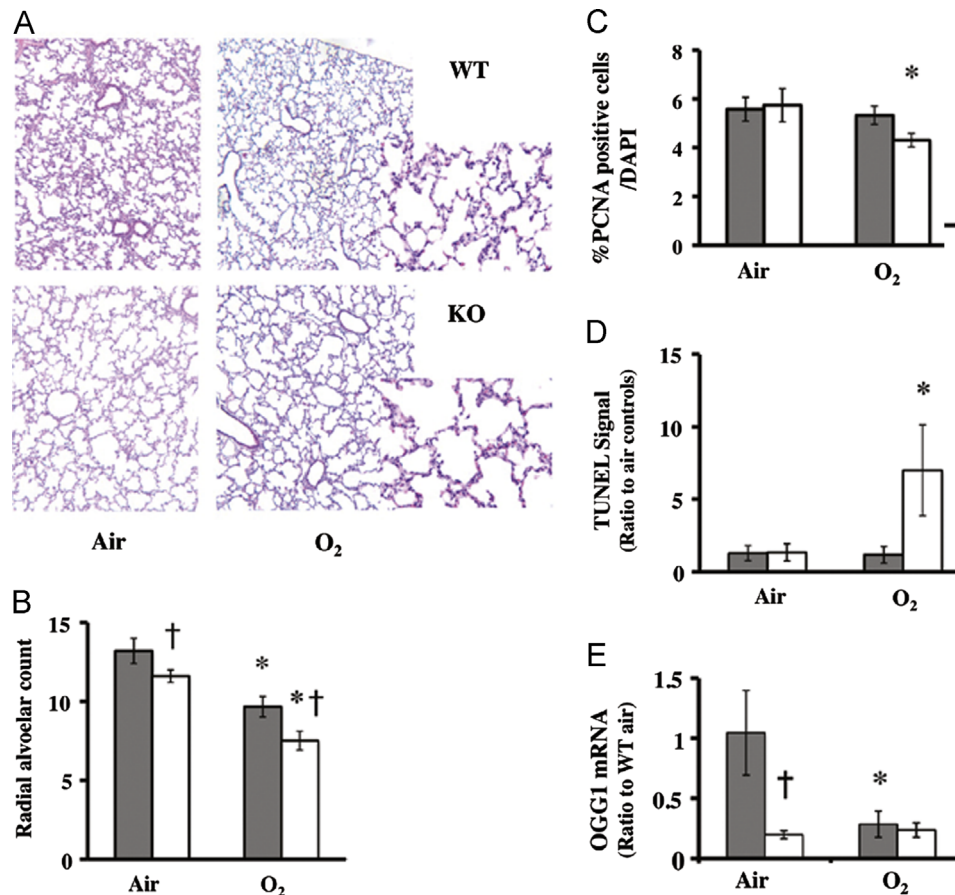 A
WT
KO
Air O₂
B
Radial alvoelar count
15
10
5
0
†
*
*†
Air O₂
C
%PCNA positive cells
/DAPI
8
6
4
2
0
*
Air O₂
D
TUNEL Signal
(Ratio to air controls)
15
10
5
0
*
Air O₂
E
OGG1 mRNA
(Ratio to WT air)
1.5
1
0.5
0
†
*
Air O₂